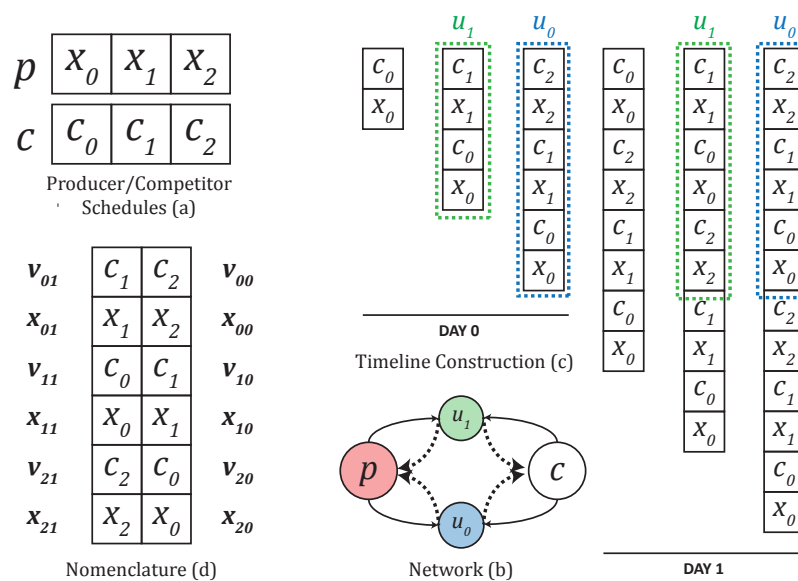 p x0 x1 x2
c c0 c1 c2
Producer/Competitor
Schedules (a)
v01 c1 c2 v00
x01 x1 x2 x00
v11 c0 c1 v10
x11 x0 x1 x10
v21 c2 c0 v20
x21 x2 x0 x20
Nomenclature (d)
u1 u0
c0 c1 c2
x0 x1 x2
c0 c1
x0 x1
c0
x0
DAY 0
Timeline Construction (c)
u1
p c
u0
Network (b)
u1 u0
c0 c1 c2
x0 x1 x2
c2 c0 c1
x2 x0 x1
c1 c2 c0
x1 x2 x0
c0 c1 c2
x0 x1 x2
c0 c1
x0 x1
c0
x0
DAY 1